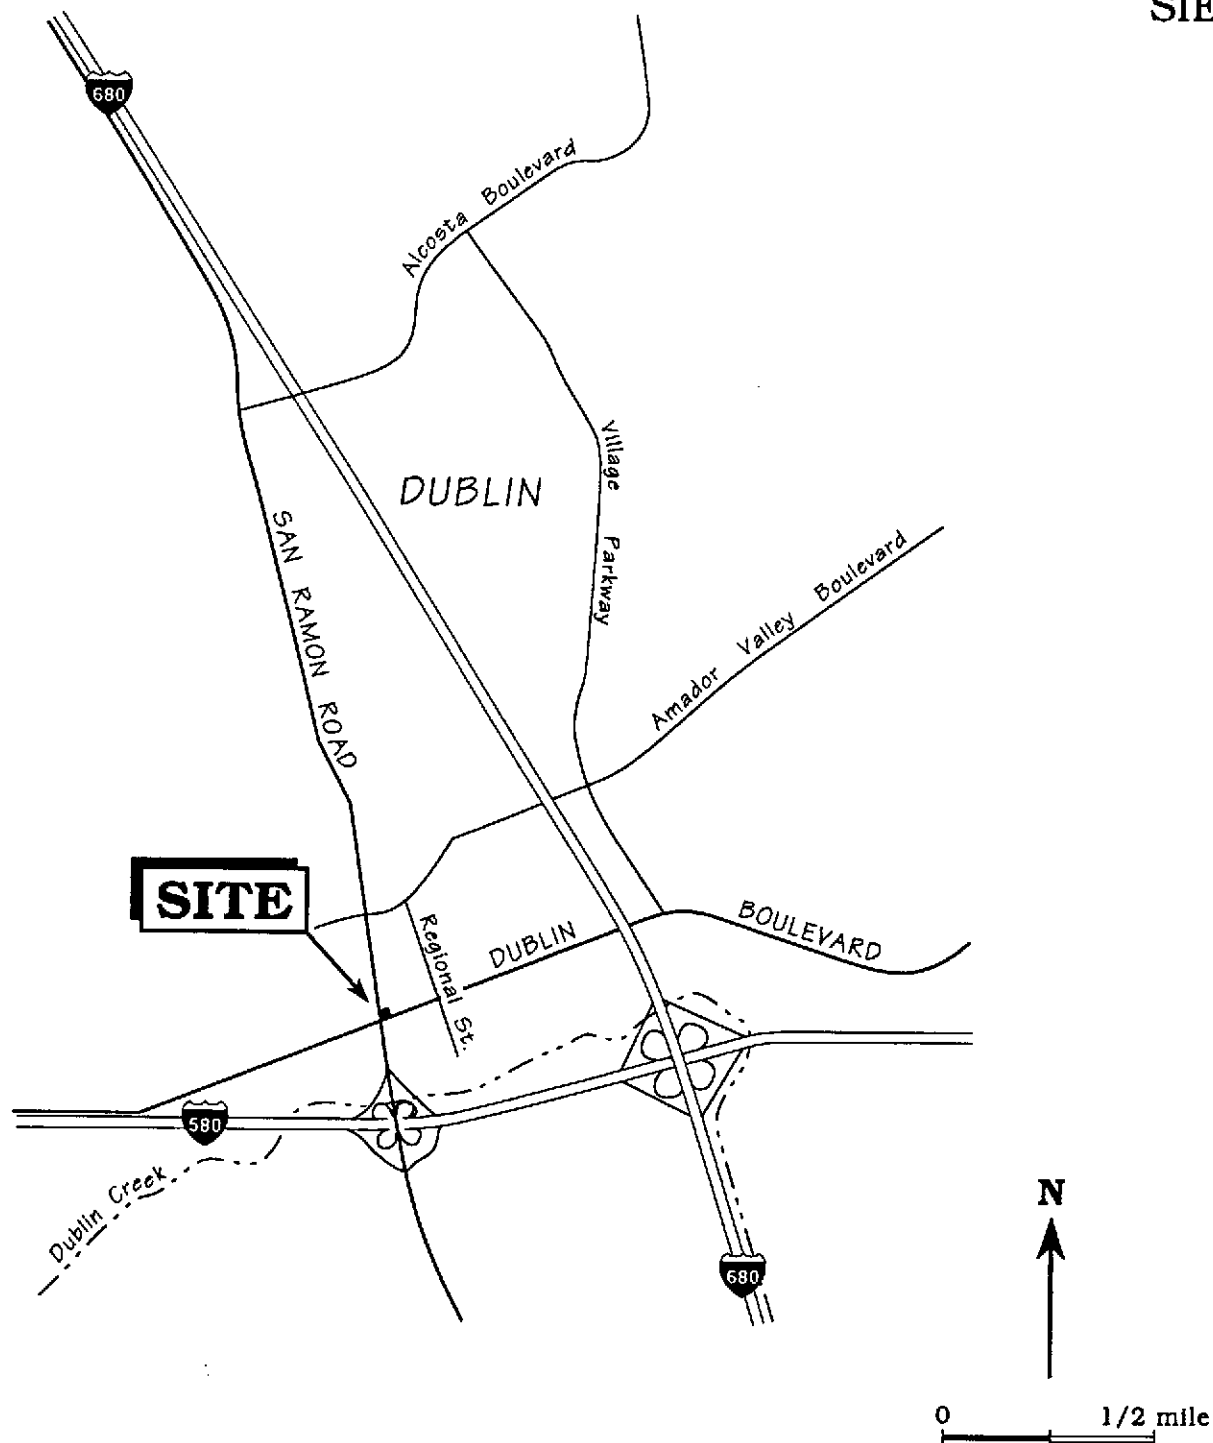 SIE
680
Alcosta Boulevard
Village Parkway
DUBLIN
SAN RAMON ROAD
Amador Valley Boulevard
SITE
Regional St.
DUBLIN BOULEVARD
580
Dublin Creek
680
N
0 1/2 mile